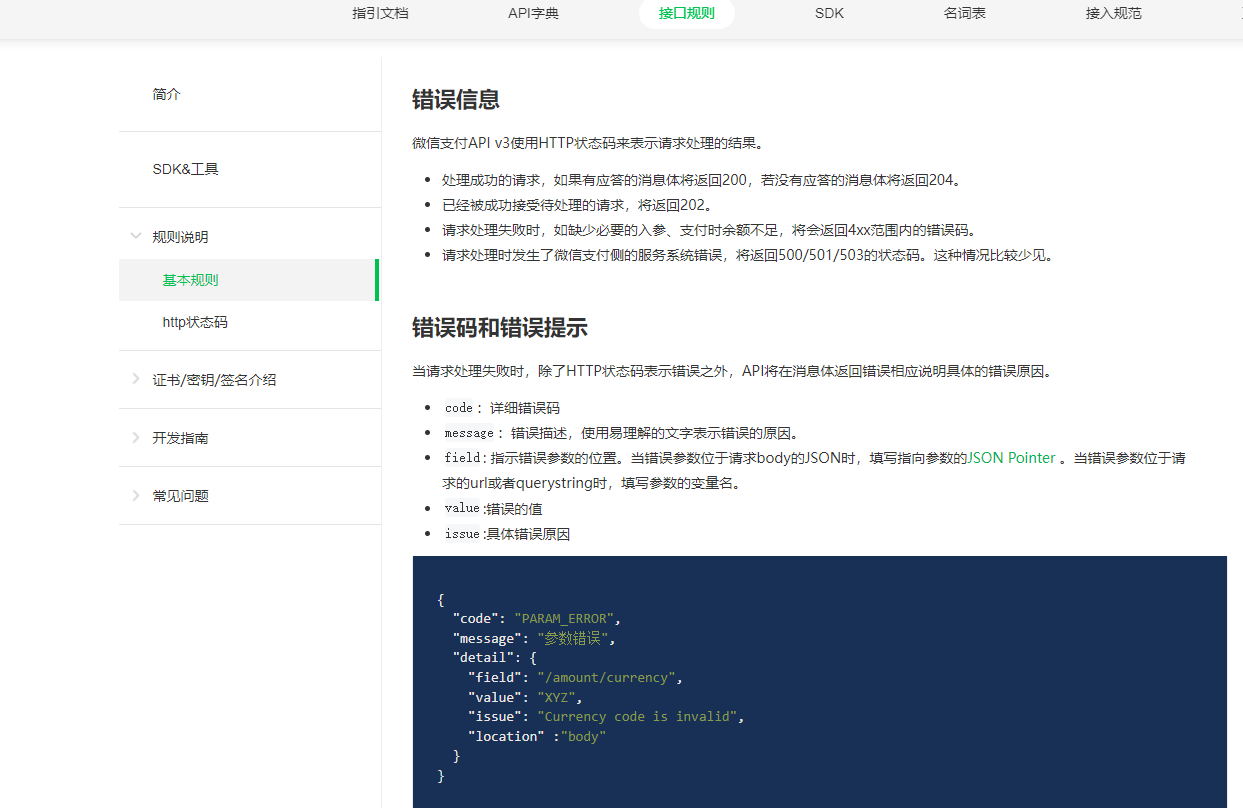 指引文档 API字典 接口规则 SDK 名词表 接入规范
简介
SDK&工具
规则说明
基本规则
http状态码
证书/密钥/签名介绍
开发指南
常见问题
错误信息
微信支付API v3使用HTTP状态码来表示请求处理的结果。
处理成功的请求，如果有应答的消息体将返回200，若没有应答的消息体将返回204。
已经被成功接受待处理的请求，将返回202。
请求处理失败时，如缺少必要的入参、支付时余额不足，将会返回4xx范围内的错误码。
请求处理时发生了微信支付侧的服务系统错误，将返回500/501/503的状态码。这种情况比较少见。
错误码和错误提示
当请求处理失败时，除了HTTP状态码表示错误之外，API将在消息体返回错误相应说明具体的错误原因。
code：详细错误码
message：错误描述，使用易理解的文字表示错误的原因。
field: 指示错误参数的位置。当错误参数位于请求body的JSON时，填写指向参数的JSON Pointer 。当错误参数位于请
求的url或者querystring时，填写参数的变量名。
value:错误的值
issue:具体错误原因
{
"code": "PARAM_ERROR",
"message": "参数错误",
"detail": {
"field": "/amount/currency",
"value": "XYZ",
"issue": "Currency code is invalid",
"location" :"body"
}
}